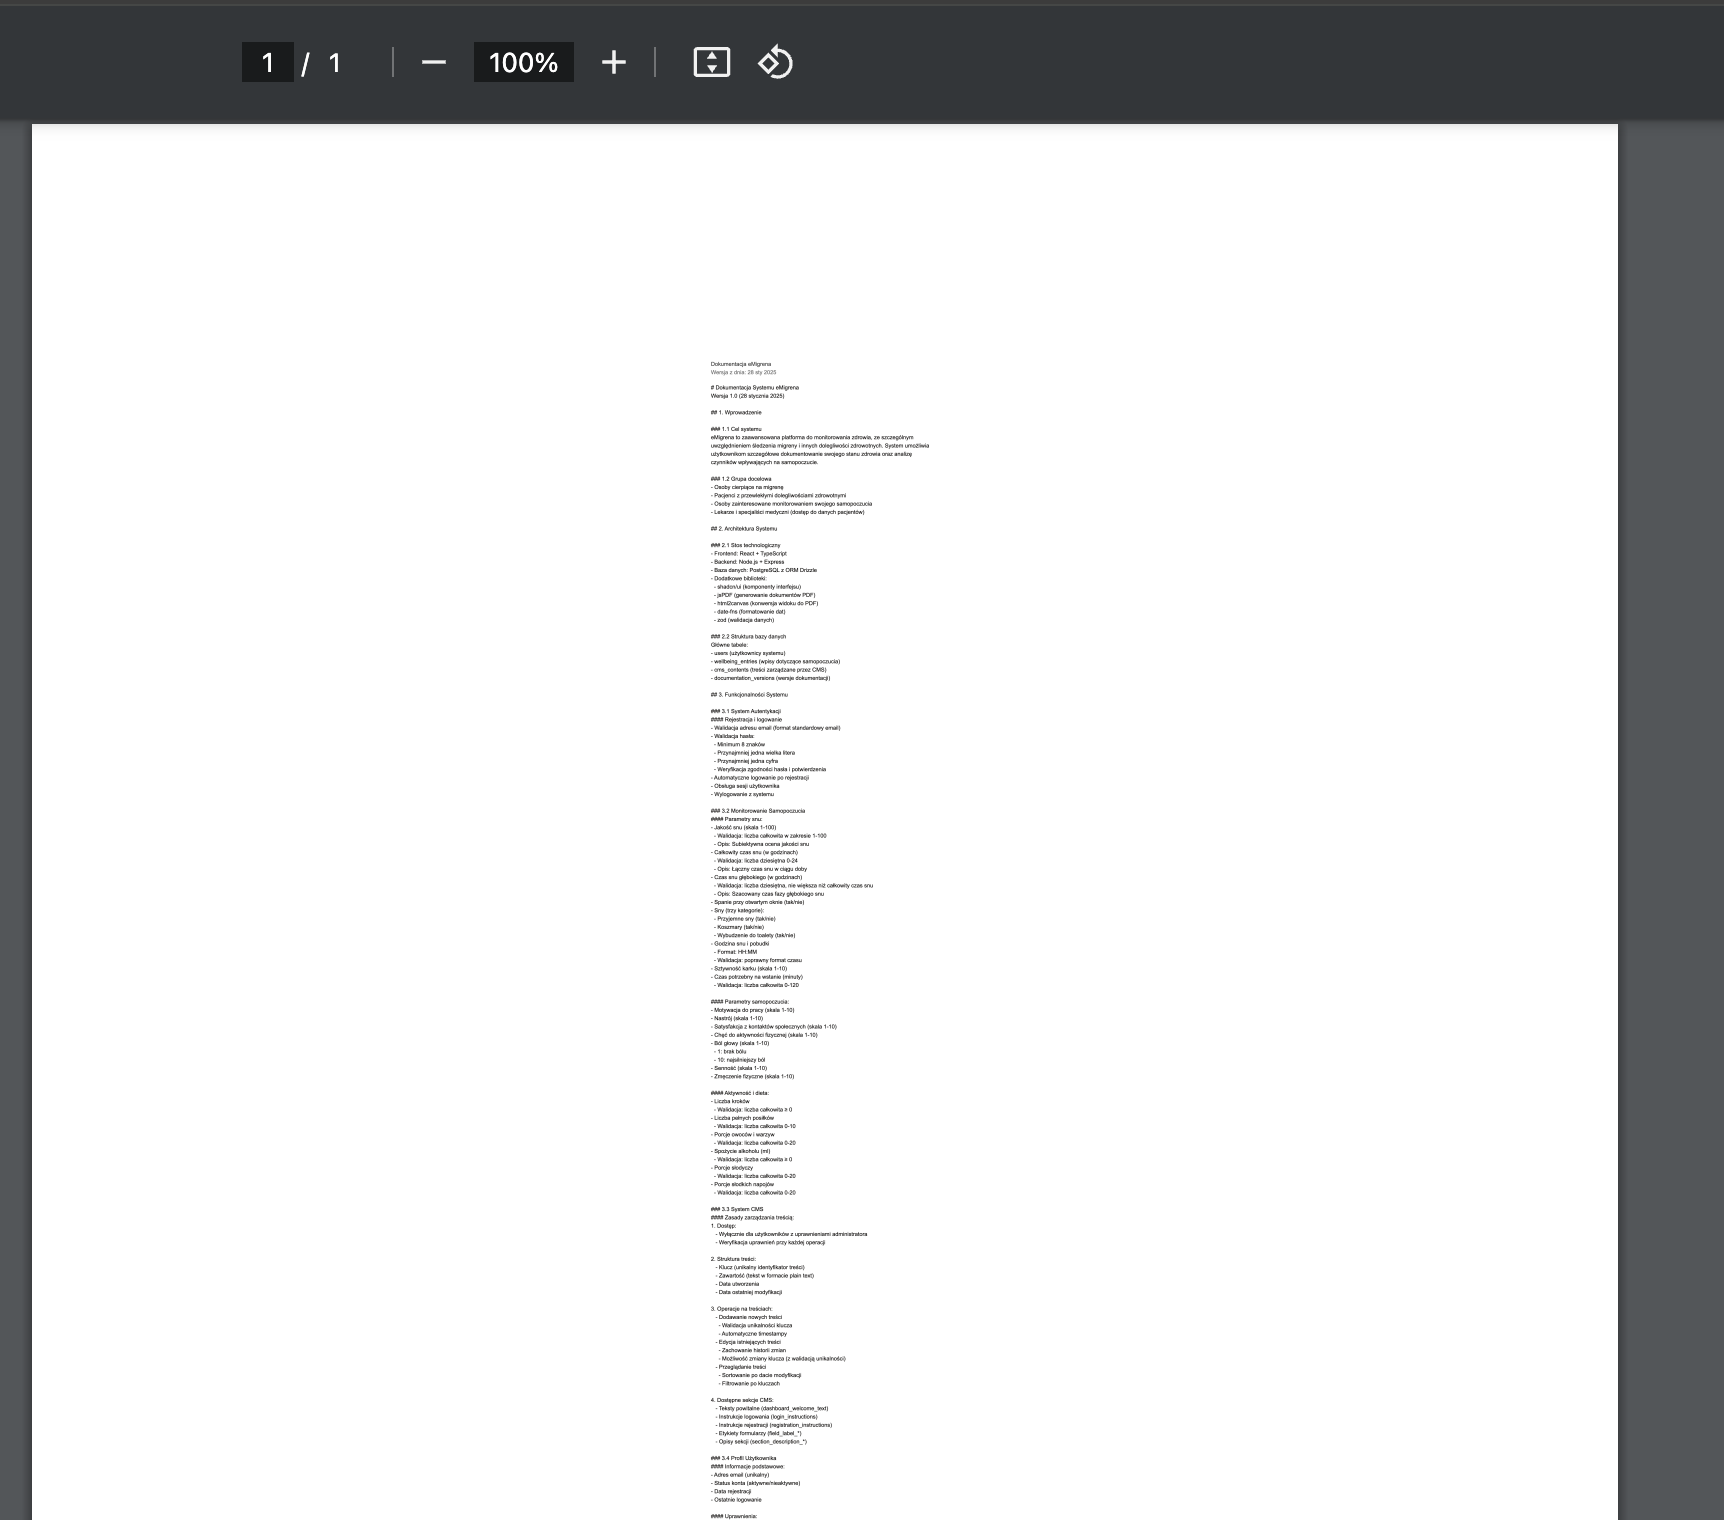 1 / 1
100%
Dokumentacja eMigrena
Wersja z dnia: 28 sty 2025
# Dokumentacja Systemu eMigrena
Wersja 1.0 (28 stycznia 2025)
## 1. Wprowadzenie
### 1.1 Cel systemu
eMigrena to zaawansowana platforma do monitorowania zdrowia, ze szczególnym
uwzględnieniem śledzenia migreny i innych dolegliwości zdrowotnych. System umożliwia
użytkownikom szczegółowe dokumentowanie swojego stanu zdrowia oraz analizę
czynników wpływających na samopoczucie.
### 1.2 Grupa docelowa
- Osoby cierpiące na migrenę
- Pacjenci z przewlekłymi dolegliwościami zdrowotnymi
- Osoby zainteresowane monitorowaniem swojego samopoczucia
- Lekarze i specjaliści medyczni (dostęp do danych pacjentów)
## 2. Architektura Systemu
### 2.1 Stos technologiczny
- Frontend: React + TypeScript
- Backend: Node.js + Express
- Baza danych: PostgreSQL z ORM Drizzle
- Dodatkowe biblioteki:
- shadcn/ui (komponenty interfejsu)
- jsPDF (generowanie dokumentów PDF)
- html2canvas (konwersja widoku do PDF)
- date-fns (formatowanie dat)
- zod (walidacja danych)
### 2.2 Struktura bazy danych
Główne tabele:
- users (użytkownicy systemu)
- wellbeing_entries (wpisy dotyczące samopoczucia)
- cms_contents (treści zarządzane przez CMS)
- documentation_versions (wersje dokumentacji)
## 3. Funkcjonalności Systemu
### 3.1 System Autentykacji
#### Rejestracja i logowanie
- Walidacja adresu email (format standardowy email)
- Walidacja hasła:
- Minimum 8 znaków
- Przynajmniej jedna wielka litera
- Przynajmniej jedna cyfra
- Weryfikacja zgodności hasła i potwierdzenia
- Automatyczne logowanie po rejestracji
- Obsługa sesji użytkownika
- Wylogowanie z systemu
### 3.2 Monitorowanie Samopoczucia
#### Parametry snu:
- Jakość snu (skala 1-100)
- Walidacja: liczba całkowita w zakresie 1-100
- Opis: Subiektywna ocena jakości snu
- Całkowity czas snu (w godzinach)
- Walidacja: liczba dziesiętna 0-24
- Opis: Łączny czas snu w ciągu doby
- Czas snu głębokiego (w godzinach)
- Walidacja: liczba dziesiętna, nie większa niż całkowity czas snu
- Opis: Szacowany czas fazy głębokiego snu
- Spanie przy otwartym oknie (tak/nie)
- Sny (trzy kategorie):
- Przyjemne sny (tak/nie)
- Koszmary (tak/nie)
- Wybudzenie do toalety (tak/nie)
- Godzina snu i pobudki
- Format: HH:MM
- Walidacja: poprawny format czasu
- Sztywność karku (skala 1-10)
- Czas potrzebny na wstanie (minuty)
- Walidacja: liczba całkowita 0-120
#### Parametry samopoczucia:
- Motywacja do pracy (skala 1-10)
- Nastrój (skala 1-10)
- Satysfakcja z kontaktów społecznych (skala 1-10)
- Chęć do aktywności fizycznej (skala 1-10)
- Ból głowy (skala 1-10)
- 1: brak bólu
- 10: najsilniejszy ból
- Senność (skala 1-10)
- Zmęczenie fizyczne (skala 1-10)
#### Aktywność i dieta:
- Liczba kroków
- Walidacja: liczba całkowita ≥ 0
- Liczba pełnych posiłków
- Walidacja: liczba całkowita 0-10
- Porcje owoców i warzyw
- Walidacja: liczba całkowita 0-20
- Spożycie alkoholu (ml)
- Walidacja: liczba całkowita ≥ 0
- Porcje słodyczy
- Walidacja: liczba całkowita 0-20
- Porcje słodkich napojów
- Walidacja: liczba całkowita 0-20
### 3.3 System CMS
#### Zasady zarządzania treścią:
1. Dostęp:
- Wyłącznie dla użytkowników z uprawnieniami administratora
- Weryfikacja uprawnień przy każdej operacji
2. Struktura treści:
- Klucz (unikalny identyfikator treści)
- Zawartość (tekst w formacie plain text)
- Data utworzenia
- Data ostatniej modyfikacji
3. Operacje na treściach:
- Dodawanie nowych treści
- Walidacja unikalności klucza
- Automatyczne timestampy
- Edycja istniejących treści
- Zachowanie historii zmian
- Możliwość zmiany klucza (z walidacją unikalności)
- Przeglądanie treści
- Sortowanie po dacie modyfikacji
- Filtrowanie po kluczach
4. Dostępne sekcje CMS:
- Teksty powitalne (dashboard_welcome_text)
- Instrukcje logowania (login_instructions)
- Instrukcje rejestracji (registration_instructions)
- Etykiety formularzy (field_label_*)
- Opisy sekcji (section_description_*)
### 3.4 Profil Użytkownika
#### Informacje podstawowe:
- Adres email (unikalny)
- Status konta (aktywne/nieaktywne)
- Data rejestracji
- Ostatnie logowanie
#### Uprawnienia: